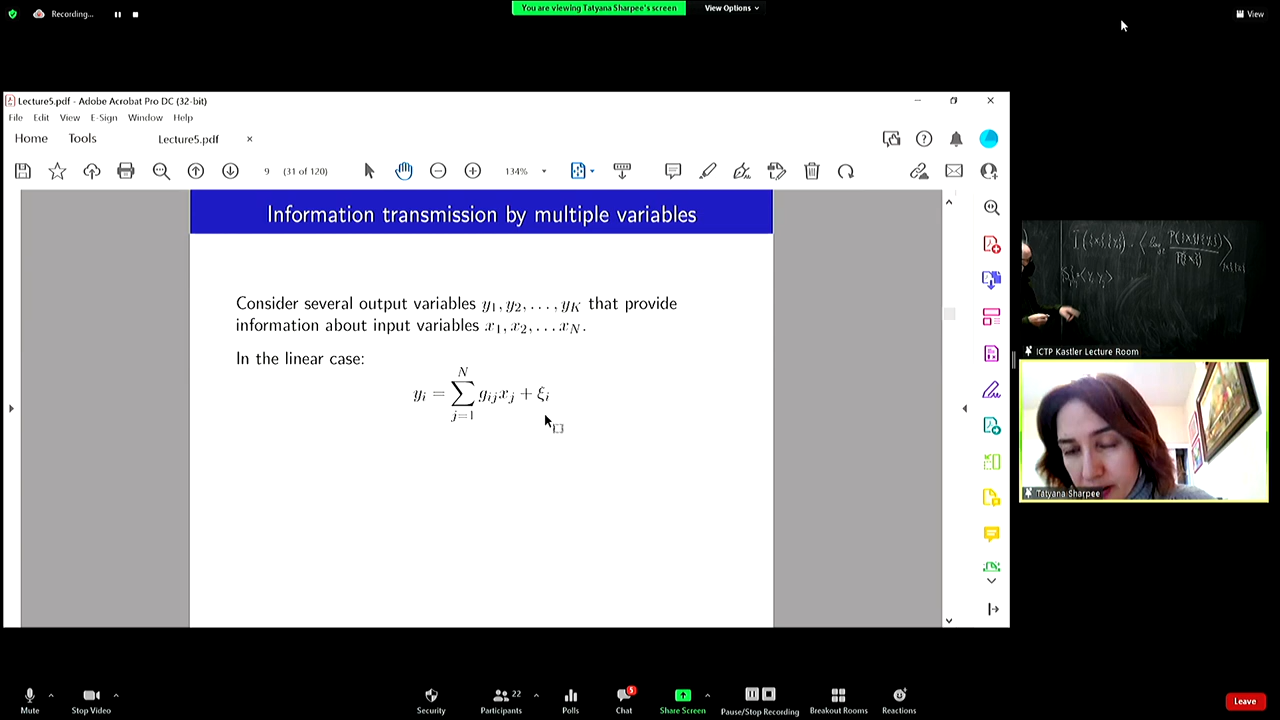 Recording...
You are viewing Tatyana Sharpee's screen
View Options
View
Lecture5.pdf - Adobe Acrobat Pro DC (32-bit)
File Edit View E-Sign Window Help
Home Tools Lecture5.pdf ×
9 (31 of 120) 134%
Information transmission by multiple variables
Consider several output variables y₁, y₂, . . . , y_K that provide
information about input variables x₁, x₂, . . . x_N.
In the linear case:
y_i = ∑_{j=1}^{N} g_{ij}x_j + ξ_i
ICTP Kastler Lecture Room
Tatyana Sharpee
Mute Stop Video Security Participants 22 Polls Chat 5 Share Screen Pause/Stop Recording Breakout Rooms Reactions Leave